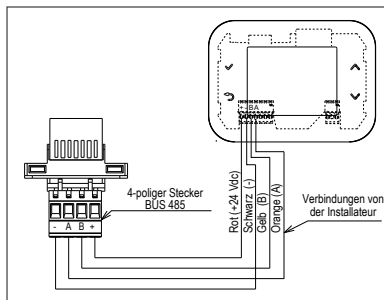 + - B A
4-poliger Stecker
BUS 485
- A B +
Rot (+24 Vdc)
Schwarz (-)
Gelb (B)
Orange (A)
Verbindungen von
der Installateur